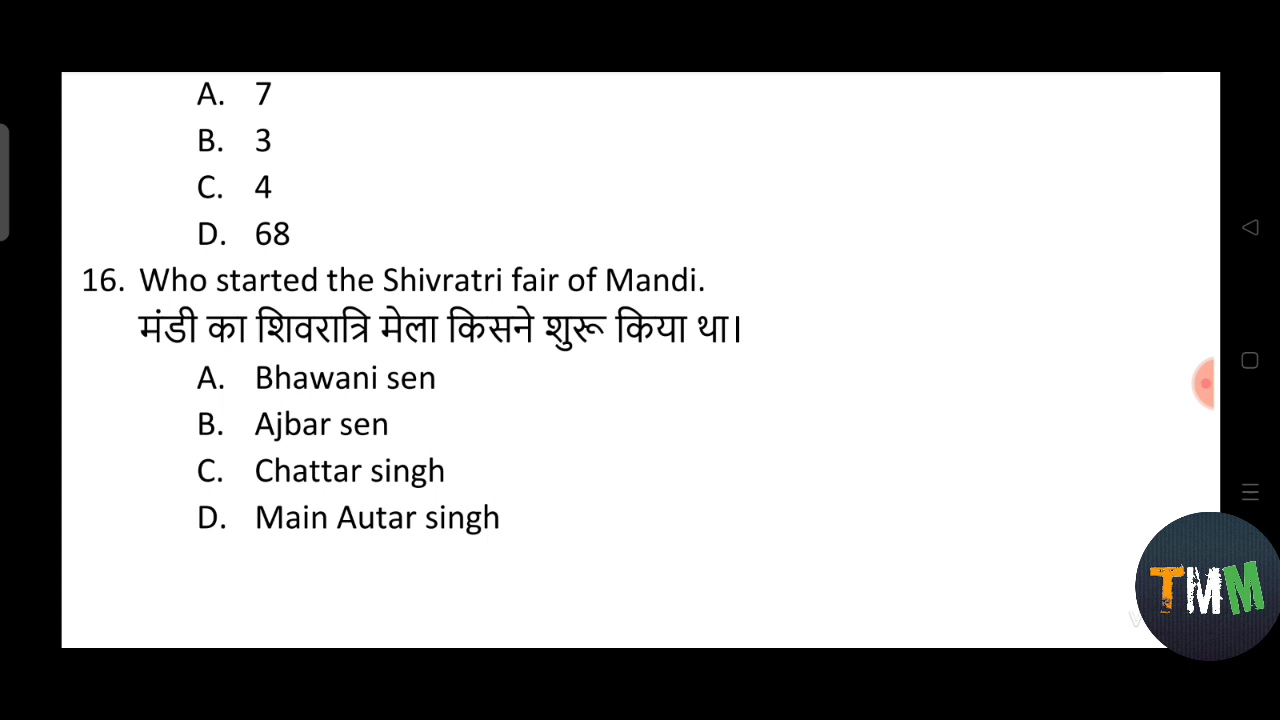 A. 7
B. 3
C. 4
D. 68
16. Who started the Shivratri fair of Mandi.
मंडी का शिवरात्रि मेला किसने शुरू किया था।
A. Bhawani sen
B. Ajbar sen
C. Chattar singh
D. Main Autar singh
TMM